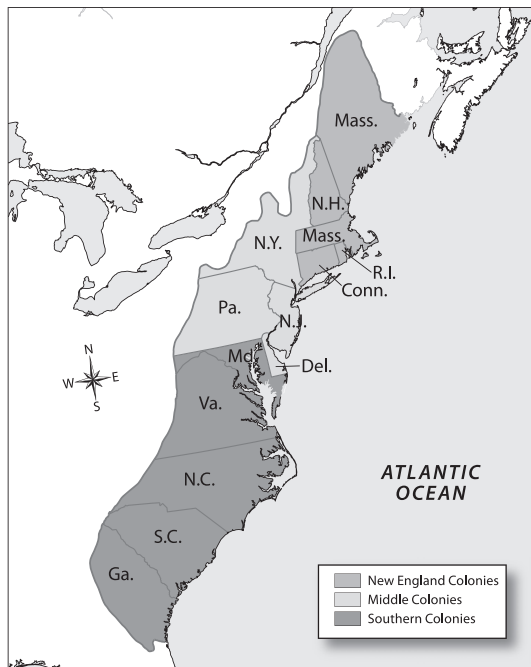 Mass.
N.H.
N.Y.
Mass.
R.I.
Conn.
Pa.
N.J.
Md.
Del.
N
W E
S
Va.
N.C.
ATLANTIC
OCEAN
S.C.
Ga.
New England Colonies
Middle Colonies
Southern Colonies